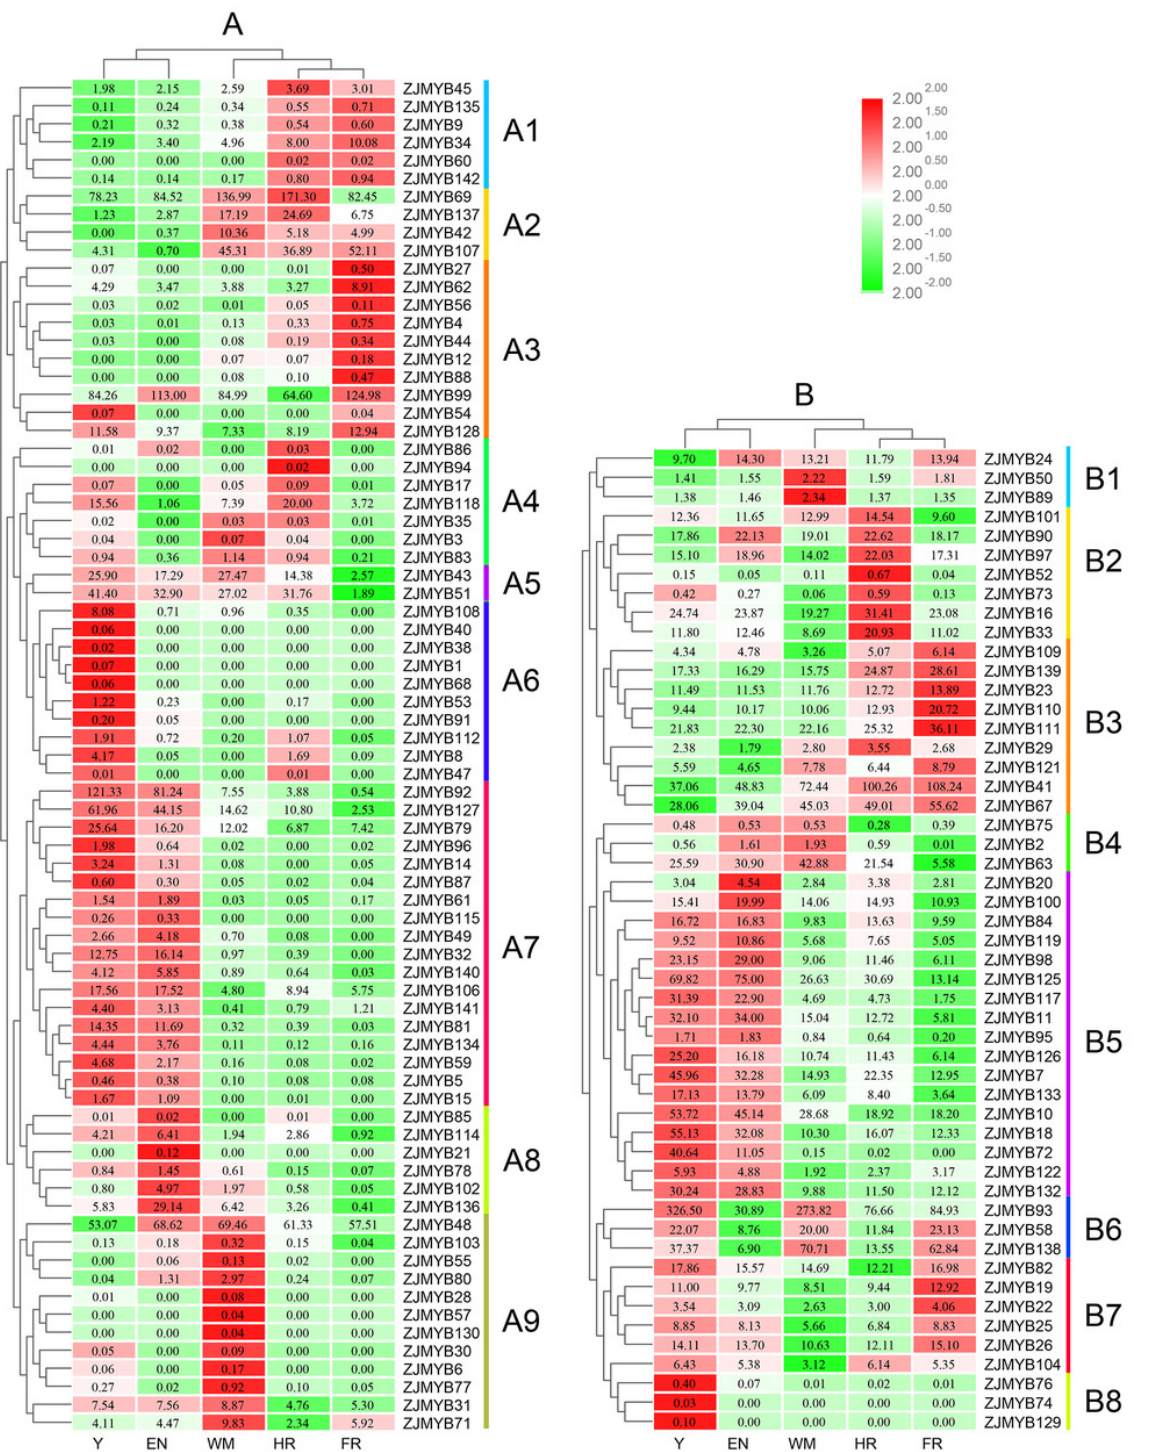 A
1.98 2.15 2.59 3.69 3.01 ZJMYB45
0.11 0.24 0.34 0.55 0.71 ZJMYB135
0.21 0.32 0.38 0.54 0.60 ZJMYB9
2.19 3.40 4.96 8.00 10.08 ZJMYB34
0.00 0.00 0.00 0.02 0.02 ZJMYB60
0.14 0.14 0.17 0.80 0.94 ZJMYB142
A1
78.23 84.52 136.99 171.30 82.45 ZJMYB69
1.23 2.87 17.19 24.69 6.75 ZJMYB137
0.00 0.37 10.36 5.18 4.99 ZJMYB42
4.31 0.70 45.31 36.89 52.11 ZJMYB107
A2
0.07 0.00 0.00 0.01 0.50 ZJMYB27
4.29 3.47 3.88 3.27 8.91 ZJMYB62
0.03 0.02 0.01 0.05 0.11 ZJMYB56
0.03 0.01 0.13 0.33 0.75 ZJMYB4
0.03 0.00 0.08 0.19 0.34 ZJMYB44
0.00 0.00 0.07 0.07 0.18 ZJMYB12
0.00 0.00 0.08 0.10 0.47 ZJMYB88
84.26 113.00 84.99 64.60 124.98 ZJMYB99
0.07 0.00 0.00 0.00 0.04 ZJMYB54
11.58 9.37 7.33 8.19 12.94 ZJMYB128
A3
0.01 0.02 0.00 0.03 0.00 ZJMYB86
0.00 0.00 0.00 0.02 0.00 ZJMYB94
0.07 0.00 0.05 0.09 0.01 ZJMYB17
15.56 1.06 7.39 20.00 3.72 ZJMYB118
0.02 0.00 0.03 0.03 0.01 ZJMYB35
0.04 0.00 0.07 0.04 0.00 ZJMYB3
0.94 0.36 1.14 0.94 0.21 ZJMYB83
A4
25.90 17.29 27.47 14.38 2.57 ZJMYB43
41.40 32.90 27.02 31.76 1.89 ZJMYB51
A5
8.08 0.71 0.96 0.35 0.00 ZJMYB108
0.06 0.00 0.00 0.00 0.00 ZJMYB40
0.02 0.00 0.00 0.00 0.00 ZJMYB38
0.07 0.00 0.00 0.00 0.00 ZJMYB1
0.06 0.00 0.00 0.00 0.00 ZJMYB68
1.22 0.23 0.00 0.17 0.00 ZJMYB53
0.20 0.05 0.00 0.00 0.00 ZJMYB91
1.91 0.72 0.20 1.07 0.05 ZJMYB112
4.17 0.05 0.00 1.69 0.09 ZJMYB8
0.01 0.00 0.00 0.01 0.00 ZJMYB47
A6
121.33 81.24 7.55 3.88 0.54 ZJMYB92
61.96 44.15 14.62 10.80 2.53 ZJMYB127
25.64 16.20 12.02 6.87 7.42 ZJMYB79
1.98 0.64 0.02 0.00 0.02 ZJMYB96
3.24 1.31 0.08 0.00 0.05 ZJMYB14
0.60 0.30 0.05 0.02 0.04 ZJMYB87
1.54 1.89 0.03 0.05 0.17 ZJMYB61
0.26 0.33 0.00 0.00 0.00 ZJMYB115
2.66 4.18 0.70 0.08 0.00 ZJMYB49
12.75 16.14 0.97 0.39 0.00 ZJMYB32
4.12 5.85 0.89 0.64 0.03 ZJMYB140
17.56 17.52 4.80 8.94 5.75 ZJMYB106
4.40 3.13 0.41 0.79 1.21 ZJMYB141
14.35 11.69 0.32 0.39 0.03 ZJMYB81
4.44 3.76 0.11 0.12 0.16 ZJMYB134
4.68 2.17 0.16 0.08 0.02 ZJMYB59
0.46 0.38 0.10 0.08 0.08 ZJMYB5
1.67 1.09 0.00 0.01 0.00 ZJMYB15
A7
0.01 0.02 0.00 0.01 0.00 ZJMYB85
4.21 6.41 1.94 2.86 0.92 ZJMYB114
0.00 0.12 0.00 0.00 0.00 ZJMYB21
0.84 1.45 0.61 0.15 0.07 ZJMYB78
0.80 4.97 1.97 0.58 0.05 ZJMYB102
5.83 29.14 6.42 3.26 0.41 ZJMYB136
A8
53.07 68.62 69.46 61.33 57.51 ZJMYB48
0.13 0.18 0.32 0.15 0.04 ZJMYB103
0.00 0.06 0.13 0.02 0.00 ZJMYB55
0.04 1.31 2.97 0.24 0.07 ZJMYB80
0.01 0.00 0.08 0.00 0.00 ZJMYB28
0.00 0.00 0.04 0.00 0.00 ZJMYB57
0.00 0.00 0.04 0.00 0.00 ZJMYB130
0.05 0.00 0.09 0.00 0.00 ZJMYB30
0.06 0.00 0.17 0.00 0.00 ZJMYB6
0.27 0.02 0.92 0.10 0.05 ZJMYB77
7.54 7.56 8.87 4.76 5.30 ZJMYB31
4.11 4.47 9.83 2.34 5.92 ZJMYB71
A9
Y EN WM HR FR
2.00 2.00
2.00 1.50
2.00 1.00
2.00 0.50
2.00 0.00
2.00 -0.50
2.00 -1.00
2.00 -1.50
2.00 -2.00
B
9.70 14.30 13.21 11.79 13.94 ZJMYB24
1.41 1.55 2.22 1.59 1.81 ZJMYB50
1.38 1.46 2.34 1.37 1.35 ZJMYB89
B1
12.36 11.65 12.99 14.54 9.60 ZJMYB101
17.86 22.13 19.01 22.62 18.17 ZJMYB90
15.10 18.96 14.02 22.03 17.31 ZJMYB97
0.15 0.05 0.11 0.67 0.04 ZJMYB52
0.42 0.27 0.06 0.59 0.13 ZJMYB73
24.74 23.87 19.27 31.41 23.08 ZJMYB16
11.80 12.46 8.69 20.93 11.02 ZJMYB33
B2
4.34 4.78 3.26 5.07 6.14 ZJMYB109
17.33 16.29 15.75 24.87 28.61 ZJMYB139
11.49 11.53 11.76 12.72 13.89 ZJMYB23
9.44 10.17 10.06 12.93 20.72 ZJMYB110
21.83 22.30 22.16 25.32 36.11 ZJMYB111
2.38 1.79 2.80 3.55 2.68 ZJMYB29
5.59 4.65 7.78 6.44 8.79 ZJMYB121
37.06 48.83 72.44 100.26 108.24 ZJMYB41
28.06 39.04 45.03 49.01 55.62 ZJMYB67
B3
0.48 0.53 0.53 0.28 0.39 ZJMYB75
0.56 1.61 1.93 0.02 0.01 ZJMYB2
25.59 30.90 42.88 21.54 5.58 ZJMYB63
B4
3.04 4.54 2.84 3.38 2.81 ZJMYB20
15.41 19.99 14.06 14.93 10.93 ZJMYB100
16.72 16.83 9.83 13.63 9.59 ZJMYB84
9.52 10.86 5.68 7.65 5.05 ZJMYB119
23.15 29.00 9.06 11.46 6.11 ZJMYB98
69.82 75.00 26.63 30.69 13.14 ZJMYB125
31.39 22.90 4.69 4.73 1.75 ZJMYB117
32.10 34.00 15.04 12.72 5.81 ZJMYB11
1.71 1.83 0.84 0.64 0.20 ZJMYB95
25.20 16.18 10.74 11.43 6.14 ZJMYB126
45.96 32.28 14.93 22.35 12.95 ZJMYB7
17.13 13.79 6.09 8.40 3.64 ZJMYB133
53.72 45.14 28.68 18.92 18.20 ZJMYB10
55.13 32.08 10.30 16.07 12.33 ZJMYB18
40.64 11.05 0.15 0.02 0.00 ZJMYB72
5.93 4.88 1.92 2.37 3.17 ZJMYB122
30.24 28.83 9.88 11.50 12.12 ZJMYB132
B5
326.50 30.89 273.82 76.66 84.93 ZJMYB93
22.07 8.76 20.00 11.84 23.13 ZJMYB58
37.37 6.90 70.71 13.55 62.84 ZJMYB138
B6
17.86 15.57 14.69 12.21 16.98 ZJMYB82
11.00 9.77 8.51 9.44 12.92 ZJMYB19
3.54 3.09 2.63 3.00 4.06 ZJMYB22
8.85 8.13 5.66 6.84 8.83 ZJMYB25
14.11 13.70 10.63 12.11 15.10 ZJMYB26
6.43 5.38 3.12 6.14 5.35 ZJMYB104
B7
0.40 0.07 0.01 0.02 0.01 ZJMYB76
0.03 0.00 0.00 0.00 0.00 ZJMYB74
0.10 0.00 0.00 0.00 0.00 ZJMYB129
B8
Y EN WM HR FR